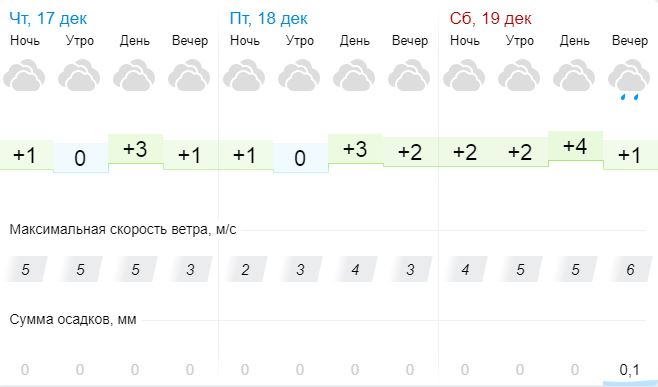 Чт, 17 дек Пт, 18 дек Сб, 19 дек
Ночь Утро День Вечер Ночь Утро День Вечер Ночь Утро День Вечер
+1 0 +3 +1 +1 0 +3 +2 +2 +2 +4 +1
Максимальная скорость ветра, м/с
5 5 5 3 2 3 4 3 4 5 5 6
Сумма осадков, мм
0 0 0 0 0 0 0 0 0 0 0 0,1